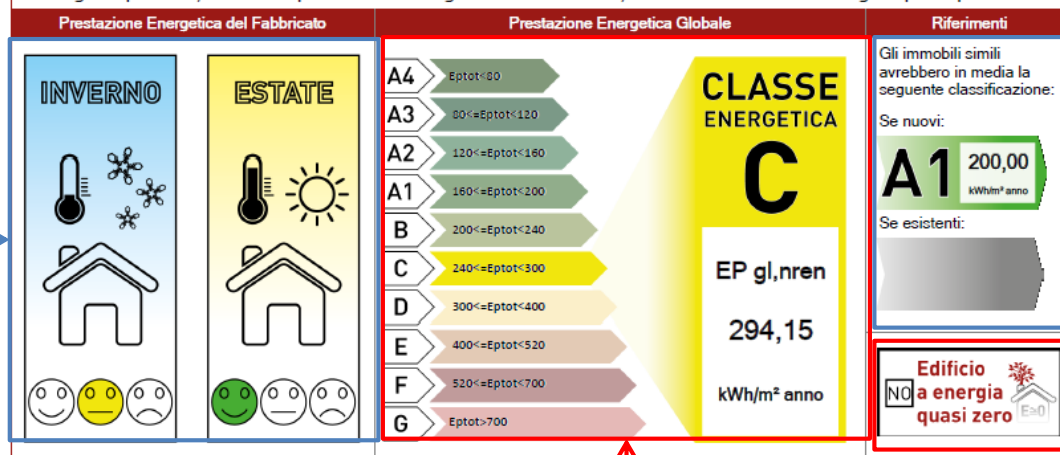 Prestazione Energetica del Fabbricato
Prestazione Energetica Globale
Riferimenti
INVERNO
ESTATE
A4 Eptot<80
A3 80<=Eptot<120
A2 120<=Eptot<160
A1 160<=Eptot<200
B 200<=Eptot<240
C 240<=Eptot<300
D 300<=Eptot<400
E 400<=Eptot<520
F 520<=Eptot<700
G Eptot>700
CLASSE
ENERGETICA
C
EP gl,nren
294,15
kWh/m² anno
Gli immobili simili
avrebbero in media la
seguente classificazione:
Se nuovi:
A1 200,00
kWh/m² anno
Se esistenti:
Edificio
NO a energia
quasi zero E≥0